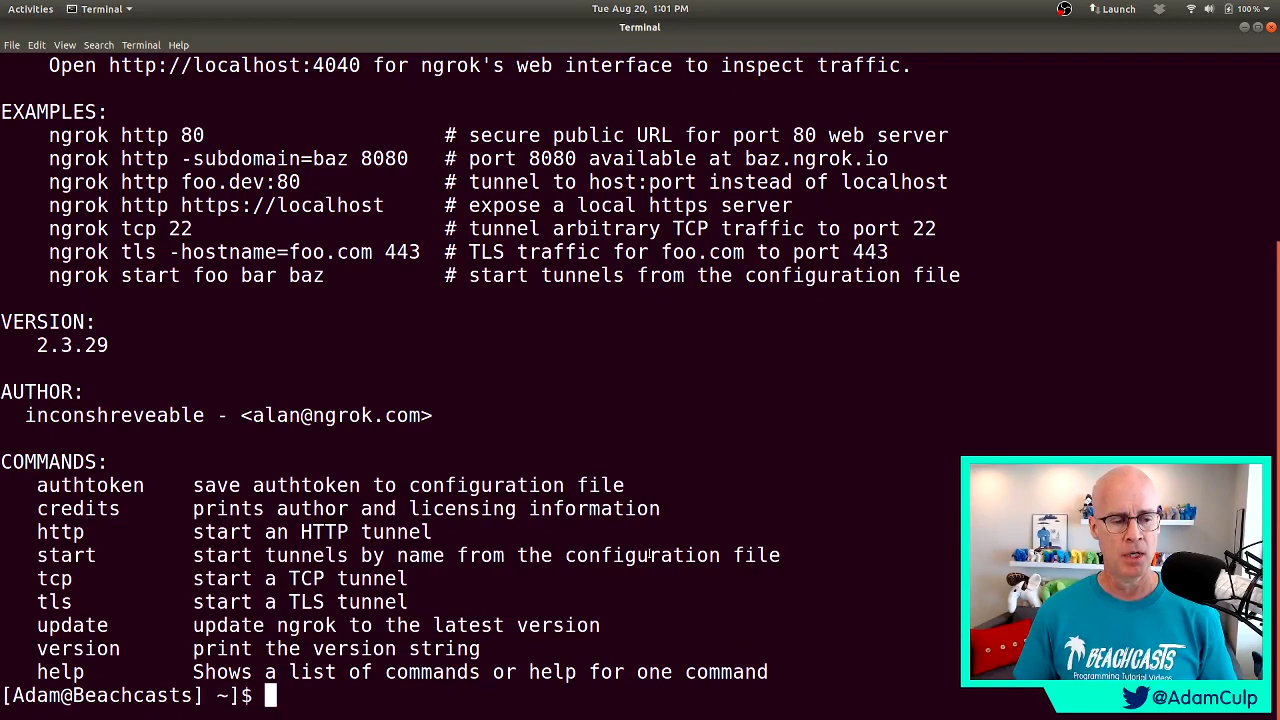 Activities Terminal Tue Aug 20, 1:01 PM Launch 100%
Terminal
File Edit View Search Terminal Help
Open http://localhost:4040 for ngrok's web interface to inspect traffic.
EXAMPLES:
ngrok http 80 # secure public URL for port 80 web server
ngrok http -subdomain=baz 8080 # port 8080 available at baz.ngrok.io
ngrok http foo.dev:80 # tunnel to host:port instead of localhost
ngrok http https://localhost # expose a local https server
ngrok tcp 22 # tunnel arbitrary TCP traffic to port 22
ngrok tls -hostname=foo.com 443 # TLS traffic for foo.com to port 443
ngrok start foo bar baz # start tunnels from the configuration file
VERSION:
2.3.29
AUTHOR:
inconshreveable - <alan@ngrok.com>
COMMANDS:
authtoken save authtoken to configuration file
credits prints author and licensing information
http start an HTTP tunnel
start start tunnels by name from the configuration file
tcp start a TCP tunnel
tls start a TLS tunnel
update update ngrok to the latest version
version print the version string
help Shows a list of commands or help for one command
[Adam@Beachcasts] ~]$
BEACHCASTS
Programming Tutorial Videos
@AdamCulp